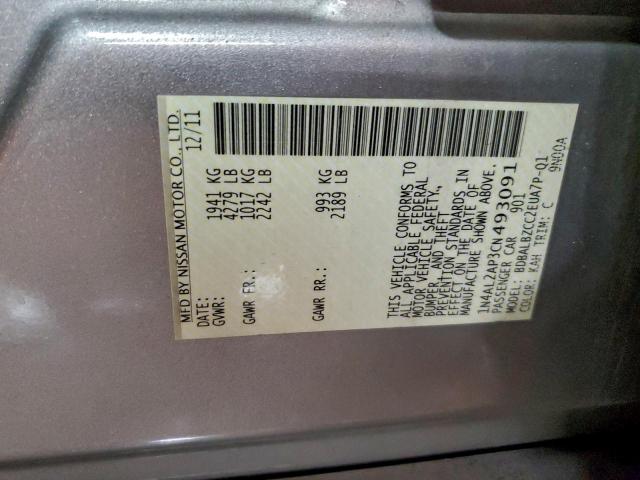 MFD BY NISSAN MOTOR CO., LTD.
DATE: 12/11
GVWR: 1941 KG
4279 LB
GAWR FR.: 1017 KG
2242 LB
GAWR RR.: 993 KG
2189 LB
THIS VEHICLE CONFORMS TO
ALL APPLICABLE FEDERAL
MOTOR VEHICLE SAFETY,
BUMPER, AND THEFT
PREVENTION STANDARDS IN
EFFECT ON THE DATE OF
MANUFACTURE SHOWN ABOVE.
1N4AL2AP3CN493091
PASSENGER CAR 901
MODEL: BDBALBZCC2EUA7P-01
COLOR: KAH TRIM: C 9N00A